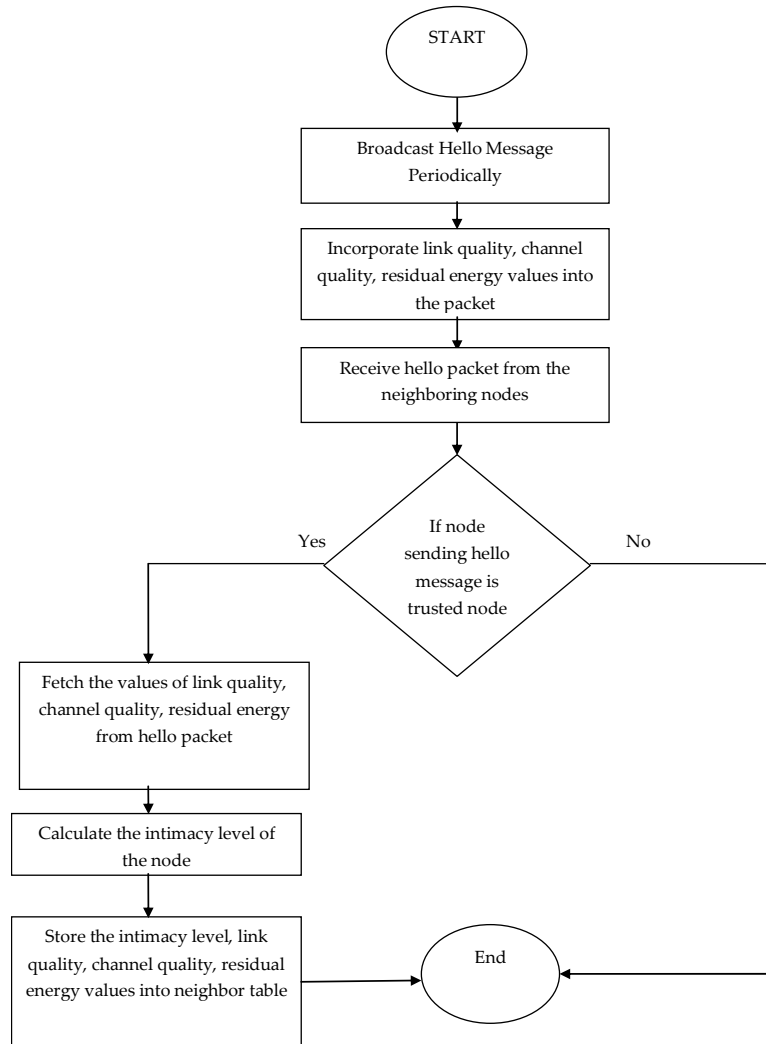 START
Broadcast Hello Message
Periodically
Incorporate link quality, channel
quality, residual energy values into
the packet
Receive hello packet from the
neighboring nodes
If node
sending hello
message is
trusted node
Yes
No
Fetch the values of link quality,
channel quality, residual energy
from hello packet
Calculate the intimacy level of
the node
Store the intimacy level, link
quality, channel quality, residual
energy values into neighbor table
End